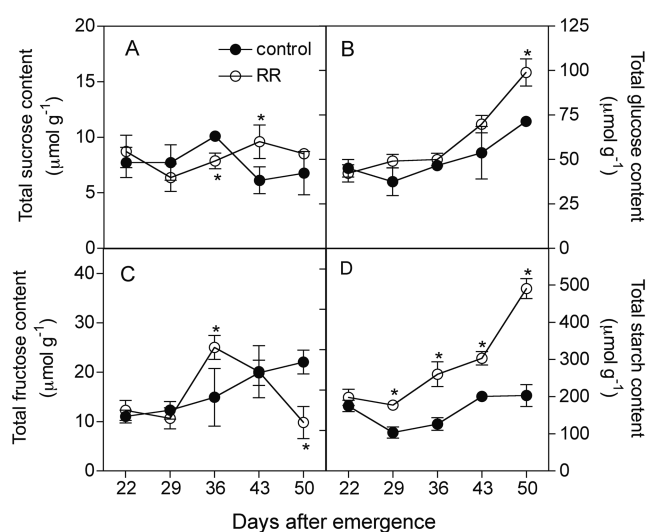 A
control
RR
*
*
20
15
10
5
0
Total sucrose content
(μmol g⁻¹)
B
*
125
100
75
50
25
0
Total glucose content
(μmol g⁻¹)
C
*
*
40
30
20
10
0
Total fructose content
(μmol g⁻¹)
D
*
*
*
*
500
400
300
200
100
0
Total starch content
(μmol g⁻¹)
22 29 36 43 50
22 29 36 43 50
Days after emergence